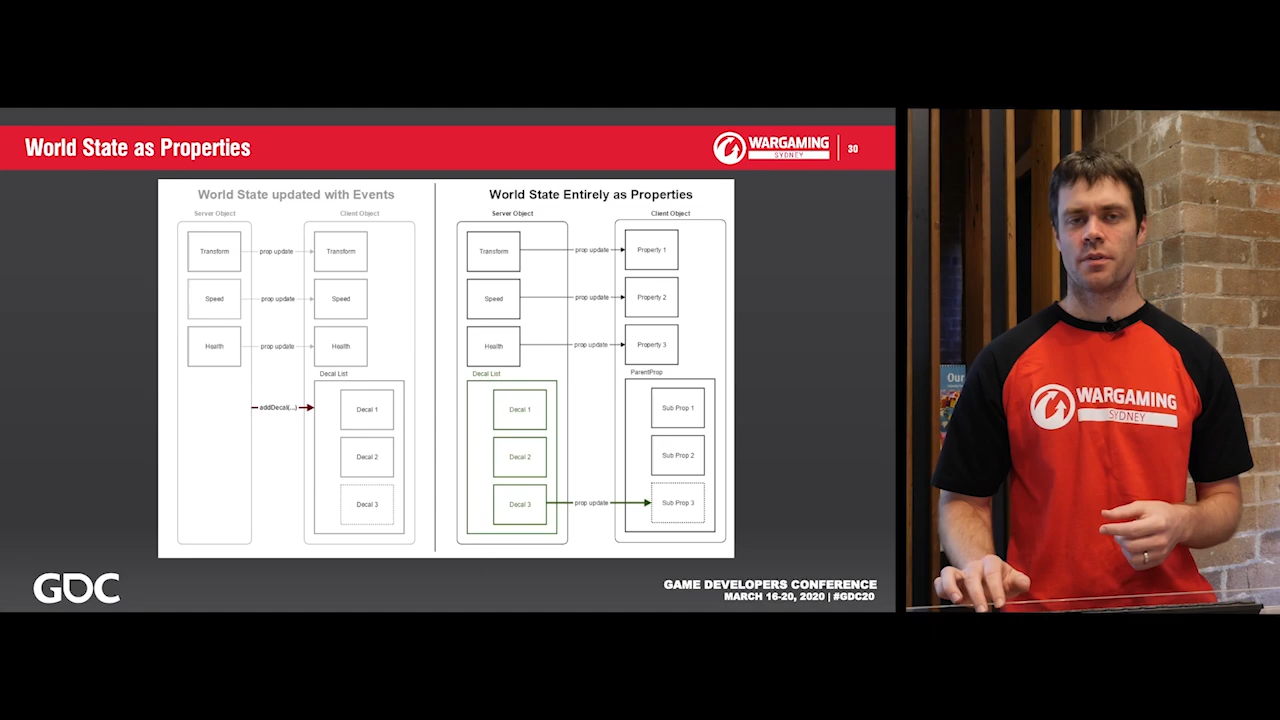 World State as Properties
WARGAMING
SYDNEY
30
World State updated with Events
Server Object
Client Object
Transform
prop update
Transform
Speed
prop update
Speed
Health
prop update
Health
Decal List
addDecal(...)
Decal 1
Decal 2
Decal 3
World State Entirely as Properties
Server Object
Client Object
Transform
prop update
Property 1
Speed
prop update
Property 2
Health
prop update
Property 3
Decal List
ParentProp
Decal 1
Sub Prop 1
Decal 2
Sub Prop 2
Decal 3
prop update
Sub Prop 3
GDC
GAME DEVELOPERS CONFERENCE
MARCH 16-20, 2020 | #GDC20
Our
WARGAMING
SYDNEY